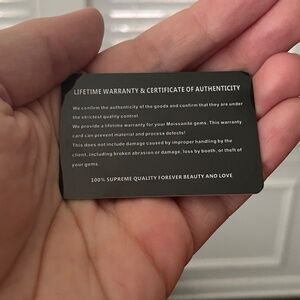 LIFETIME WARRANTY & CERTIFICATE OF AUTHENTICITY
We confirm the authenticity of the goods and confirm that they are under
the strictest quality control.
We provide a lifetime warranty for your Moissanite gems. This warranty
card can prevent material and process defects!
This does not include damage caused by improper handling by the
client, including broken abrasion or damage, loss by booth, or theft of
your gems.
100% SUPREME QUALITY FOREVER BEAUTY AND LOVE